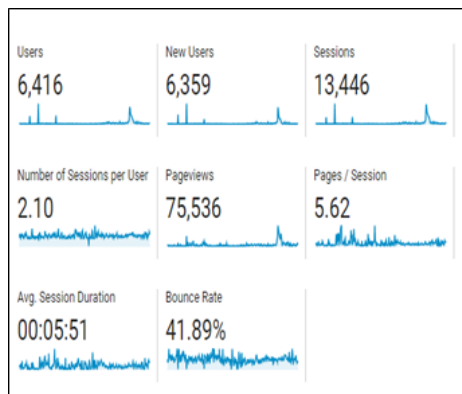 Users
6,416
New Users
6,359
Sessions
13,446
Number of Sessions per User
2.10
Pageviews
75,536
Pages / Session
5.62
Avg. Session Duration
00:05:51
Bounce Rate
41.89%